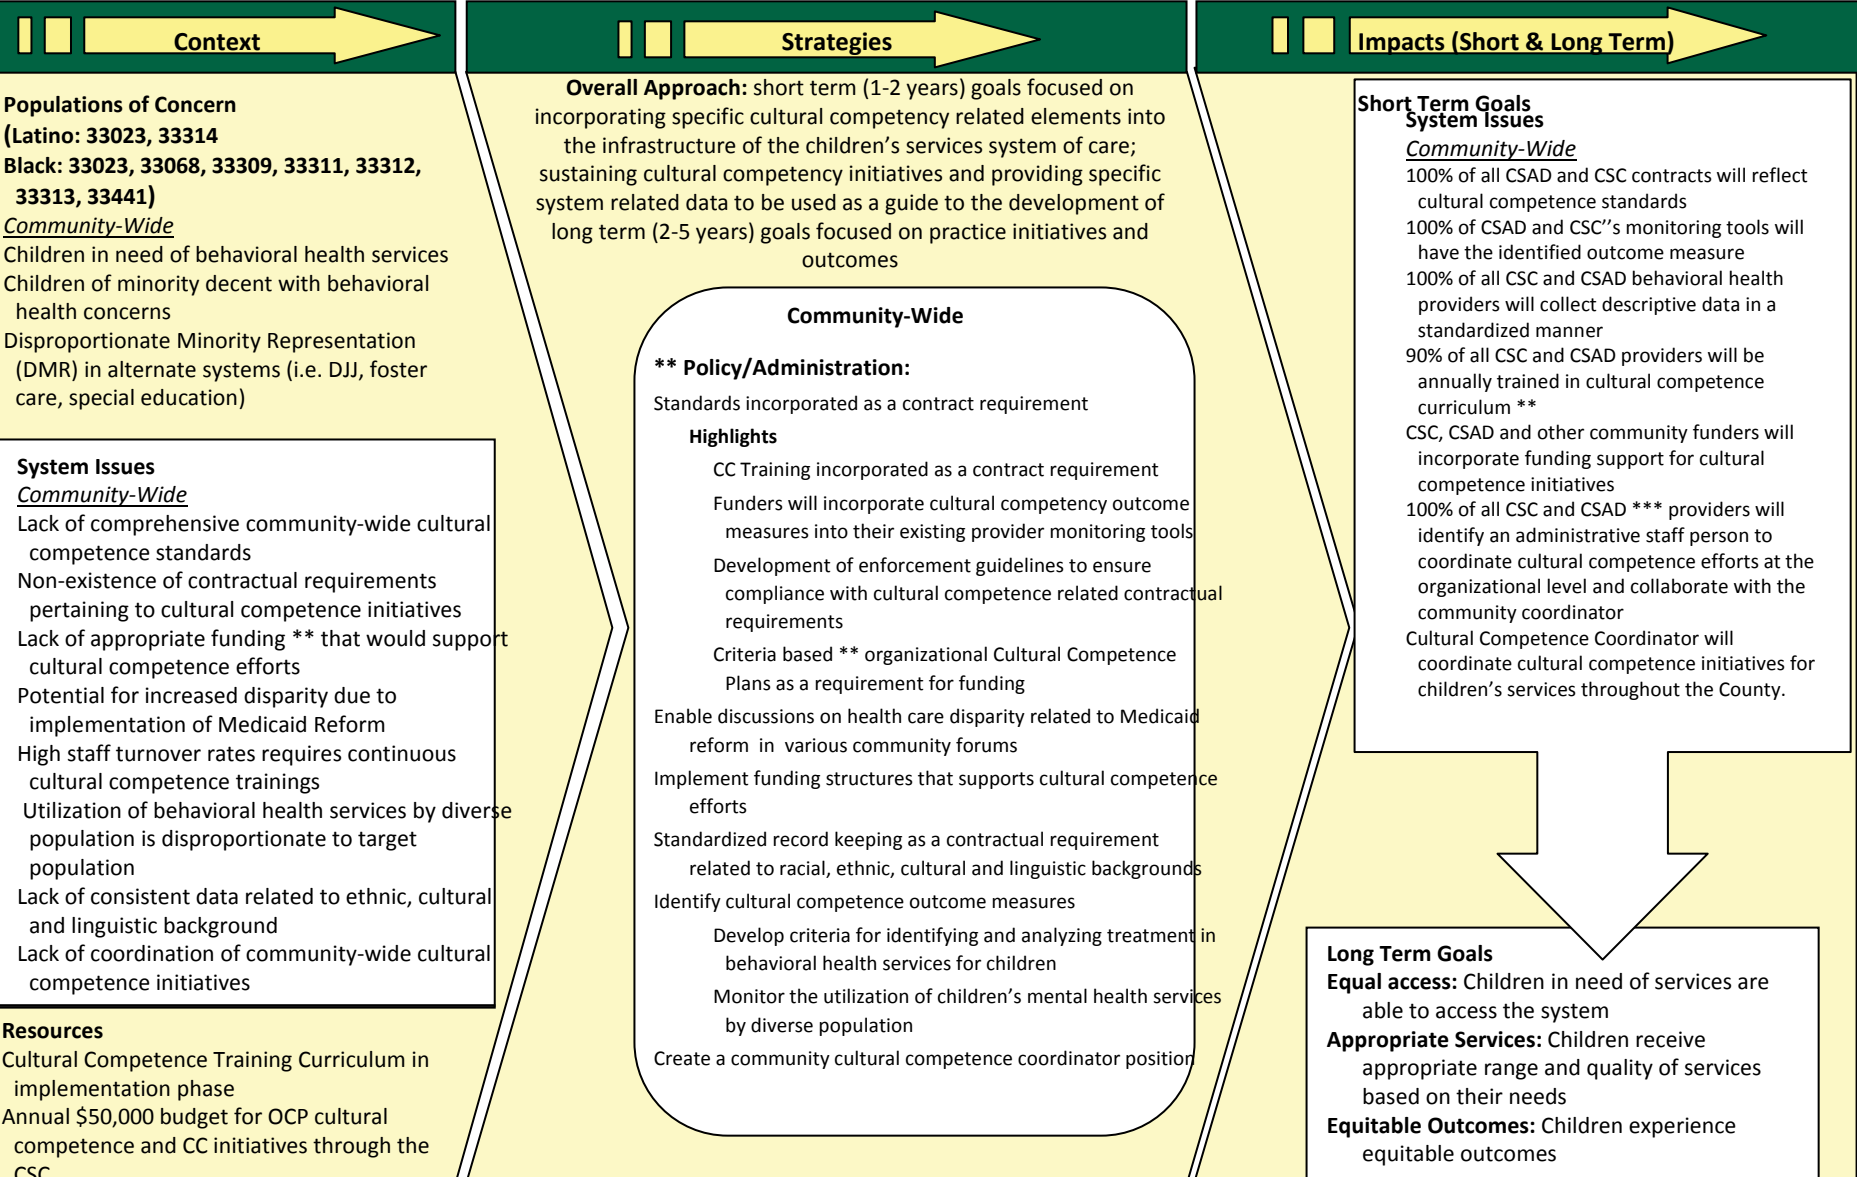 Context
Strategies
Impacts (Short & Long Term)
Populations of Concern
(Latino: 33023, 33314
Black: 33023, 33068, 33309, 33311, 33312,
33313, 33441)
Community-Wide
Children in need of behavioral health services
Children of minority decent with behavioral
health concerns
Disproportionate Minority Representation
(DMR) in alternate systems (i.e. DJJ, foster
care, special education)
System Issues
Community-Wide
Lack of comprehensive community-wide cultural
competence standards
Non-existence of contractual requirements
pertaining to cultural competence initiatives
Lack of appropriate funding ** that would support
cultural competence efforts
Potential for increased disparity due to
implementation of Medicaid Reform
High staff turnover rates requires continuous
cultural competence trainings
Utilization of behavioral health services by diverse
population is disproportionate to target
population
Lack of consistent data related to ethnic, cultural
and linguistic background
Lack of coordination of community-wide cultural
competence initiatives
Resources
Cultural Competence Training Curriculum in
implementation phase
Annual $50,000 budget for OCP cultural
competence and CC initiatives through the
CSC
Overall Approach: short term (1-2 years) goals focused on
incorporating specific cultural competency related elements into
the infrastructure of the children's services system of care;
sustaining cultural competency initiatives and providing specific
system related data to be used as a guide to the development of
long term (2-5 years) goals focused on practice initiatives and
outcomes
Community-Wide
** Policy/Administration:
Standards incorporated as a contract requirement
Highlights
CC Training incorporated as a contract requirement
Funders will incorporate cultural competency outcome
measures into their existing provider monitoring tools
Development of enforcement guidelines to ensure
compliance with cultural competence related contractual
requirements
Criteria based ** organizational Cultural Competence
Plans as a requirement for funding
Enable discussions on health care disparity related to Medicaid
reform in various community forums
Implement funding structures that supports cultural competence
efforts
Standardized record keeping as a contractual requirement
related to racial, ethnic, cultural and linguistic backgrounds
Identify cultural competence outcome measures
Develop criteria for identifying and analyzing treatment in
behavioral health services for children
Monitor the utilization of children's mental health services
by diverse population
Create a community cultural competence coordinator position
Short Term Goals
System Issues
Community-Wide
100% of all CSAD and CSC contracts will reflect
cultural competence standards
100% of CSAD and CSC''s monitoring tools will
have the identified outcome measure
100% of all CSC and CSAD behavioral health
providers will collect descriptive data in a
standardized manner
90% of all CSC and CSAD providers will be
annually trained in cultural competence
curriculum **
CSC, CSAD and other community funders will
incorporate funding support for cultural
competence initiatives
100% of all CSC and CSAD *** providers will
identify an administrative staff person to
coordinate cultural competence efforts at the
organizational level and collaborate with the
community coordinator
Cultural Competence Coordinator will
coordinate cultural competence initiatives for
children's services throughout the County.
Long Term Goals
Equal access: Children in need of services are
able to access the system
Appropriate Services: Children receive
appropriate range and quality of services
based on their needs
Equitable Outcomes: Children experience
equitable outcomes